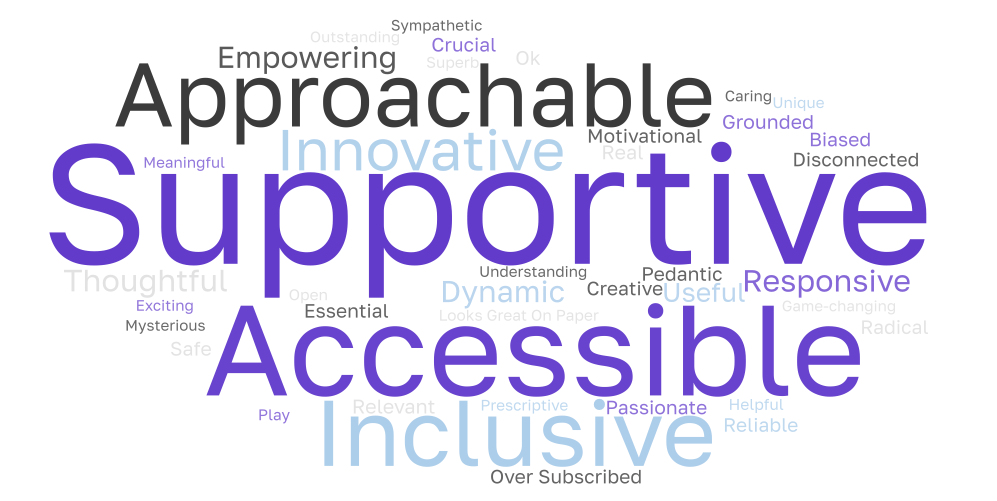 Sympathetic
Outstanding
Crucial
Empowering
Superb
Ok
Approachable
Caring
Unique
Grounded
Innovative
Motivational
Biased
Real
Disconnected
Meaningful
Supportive
Understanding
Pedantic
Thoughtful
Responsive
Dynamic
Creative
Useful
Open
Exciting
Essential
Game-changing
Looks Great On Paper
Mysterious
Radical
Safe
Accessible
Relevant
Prescriptive
Passionate
Helpful
Play
Reliable
Inclusive
Over Subscribed